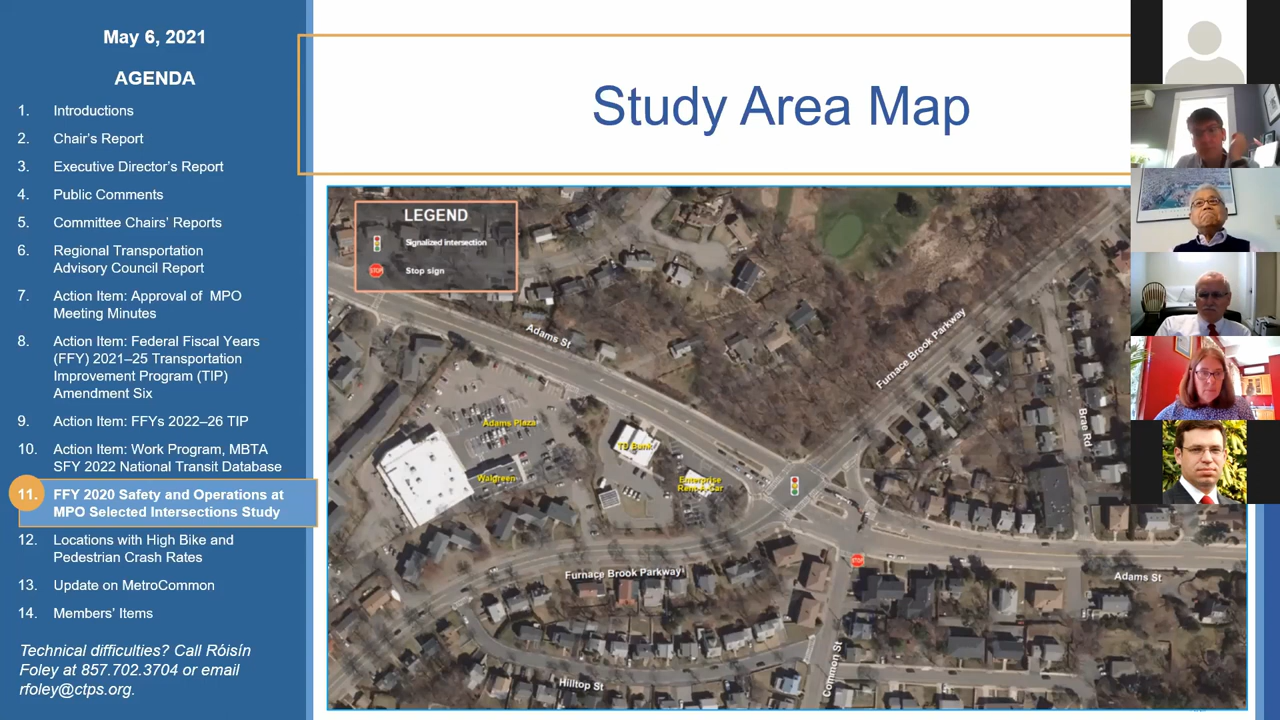 May 6, 2021
AGENDA
1. Introductions
2. Chair's Report
3. Executive Director's Report
4. Public Comments
5. Committee Chairs' Reports
6. Regional Transportation
Advisory Council Report
7. Action Item: Approval of MPO
Meeting Minutes
8. Action Item: Federal Fiscal Years
(FFY) 2021–25 Transportation
Improvement Program (TIP)
Amendment Six
9. Action Item: FFYs 2022–26 TIP
10. Action Item: Work Program, MBTA
SFY 2022 National Transit Database
11. FFY 2020 Safety and Operations at
MPO Selected Intersections Study
12. Locations with High Bike and
Pedestrian Crash Rates
13. Update on MetroCommon
14. Members' Items
Technical difficulties? Call Róisín
Foley at 857.702.3704 or email
rfoley@ctps.org.
Study Area Map
LEGEND
Signalized intersection
STOP Stop sign
Adams St
Furnace Brook Parkway
Brae Rd
Adams Plaza
TD Bank
Walgreen
Enterprise
Rent-A-Car
STOP
Furnace Brook Parkway
Adams St
Common St
Hilltop St